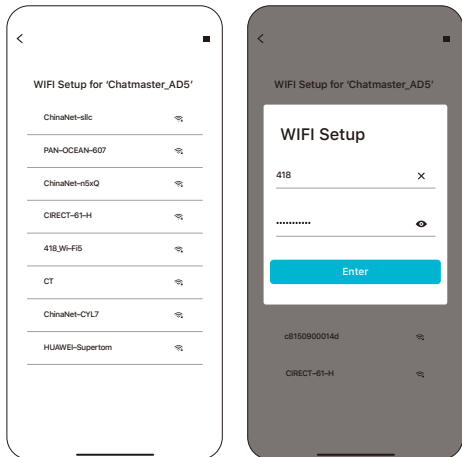 WIFI Setup for ‘Chatmaster_AD5’
ChinaNet–sllc
PAN–OCEAN–607
ChinaNet–n5xQ
CIRECT–61–H
418_Wi–Fi5
CT
ChinaNet–CYL7
HUAWEI–Supertom
WIFI Setup for ‘Chatmaster_AD5’
WIFI Setup
418
•••••••••••
Enter
c8150900014d
CIRECT–61–H